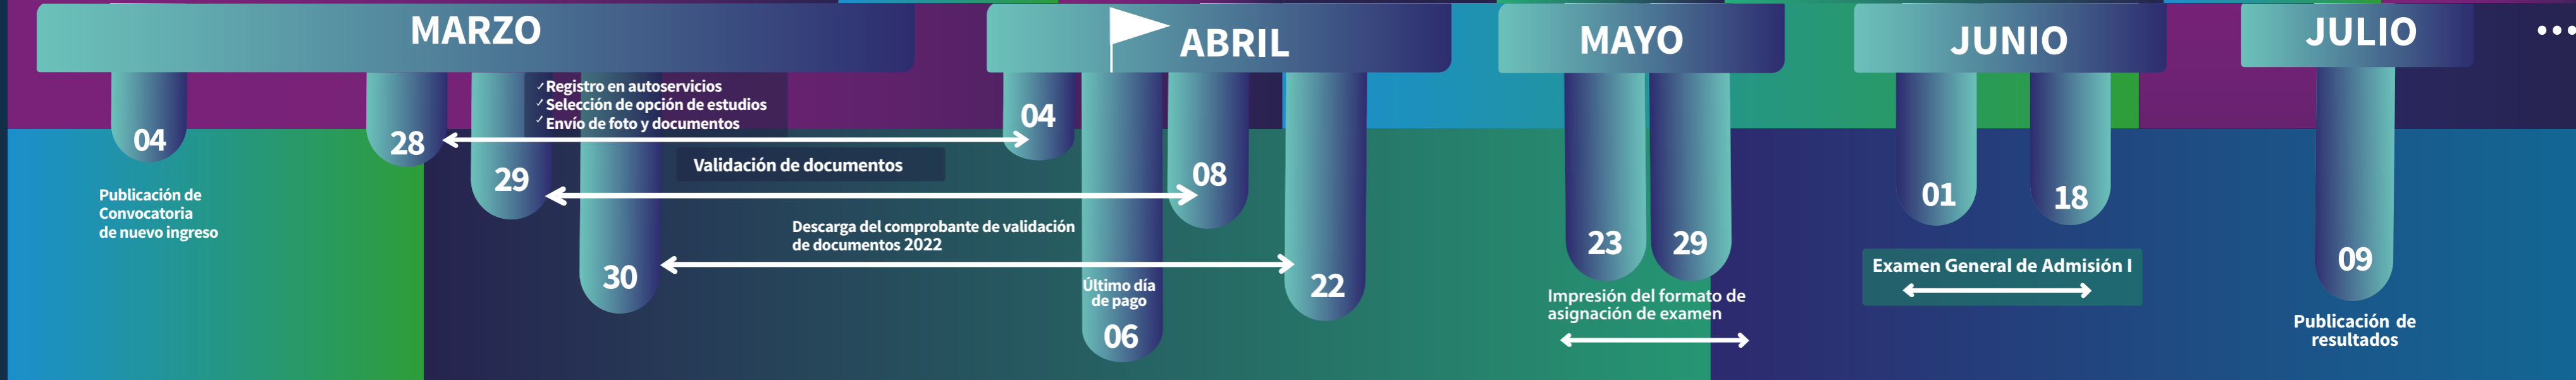 MARZO
04
Publicación de
Convocatoria
de nuevo ingreso
28
✓Registro en autoservicios
✓Selección de opción de estudios
✓Envío de foto y documentos
29
Validación de documentos
30
Descarga del comprobante de validación
de documentos 2022
ABRIL
04
Último día
de pago
06
08
22
MAYO
23
29
Impresión del formato de
asignación de examen
JUNIO
01
18
Examen General de Admisión I
JULIO
09
Publicación de
resultados